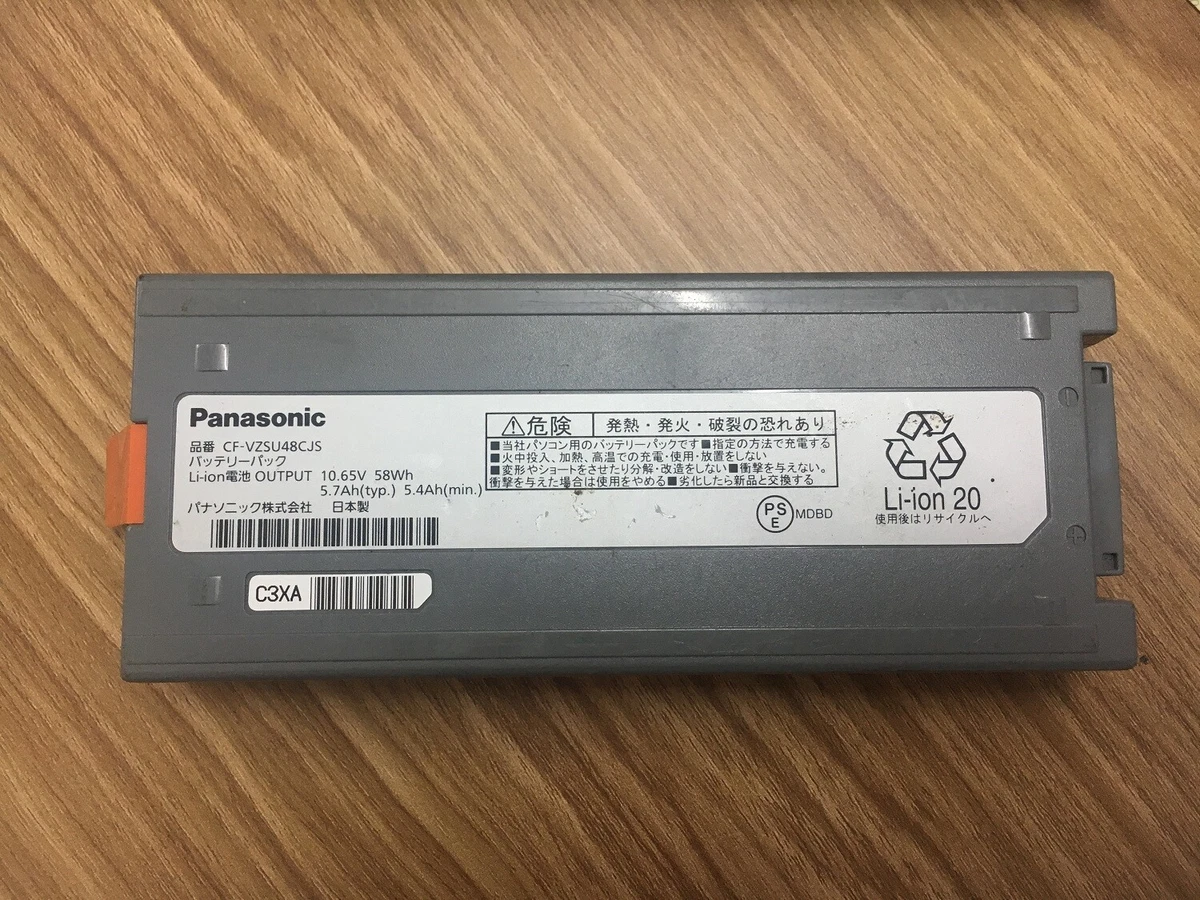 Panasonic
品番 CF-VZSU48CJS
バッテリーパック
Li-ion電池 OUTPUT 10.65V 58Wh
5.7Ah(typ.) 5.4Ah(min.)
パナソニック株式会社 日本製
C3XA
⚠危険 発熱・発火・破裂の恐れあり
■当社パソコン用のバッテリーパックです■指定の方法で充電する
■火中投入、加熱、高温での充電・使用・放置をしない
■変形やショートをさせたり分解・改造をしない■衝撃を与えない。
衝撃を与えた場合は使用をやめる■劣化したら新品と交換する
PS
E
MDBD
Li-ion 20
使用後はリサイクルへ